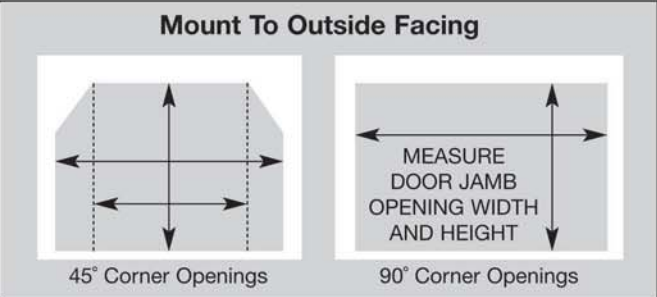 Mount To Outside Facing
MEASURE
DOOR JAMB
OPENING WIDTH
AND HEIGHT
45° Corner Openings
90° Corner Openings